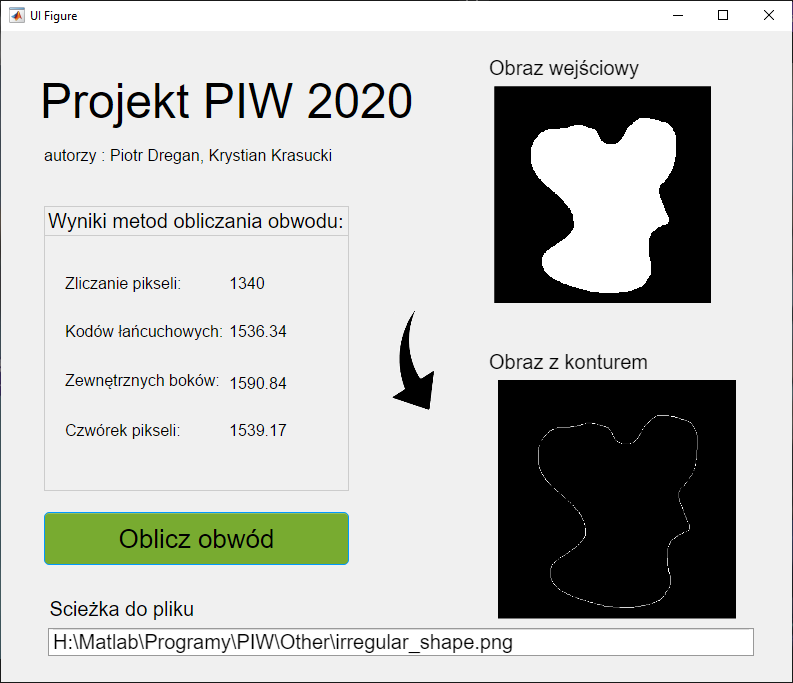 UI Figure
Projekt PIW 2020
autorzy : Piotr Dregan, Krystian Krasucki
Wyniki metod obliczania obwodu:
Zliczanie pikseli: 1340
Kodów łańcuchowych: 1536.34
Zewnętrznych boków: 1590.84
Czwórek pikseli: 1539.17
Oblicz obwód
Obraz wejściowy
Obraz z konturem
Scieżka do pliku
H:\Matlab\Programy\PIW\Other\irregular_shape.png